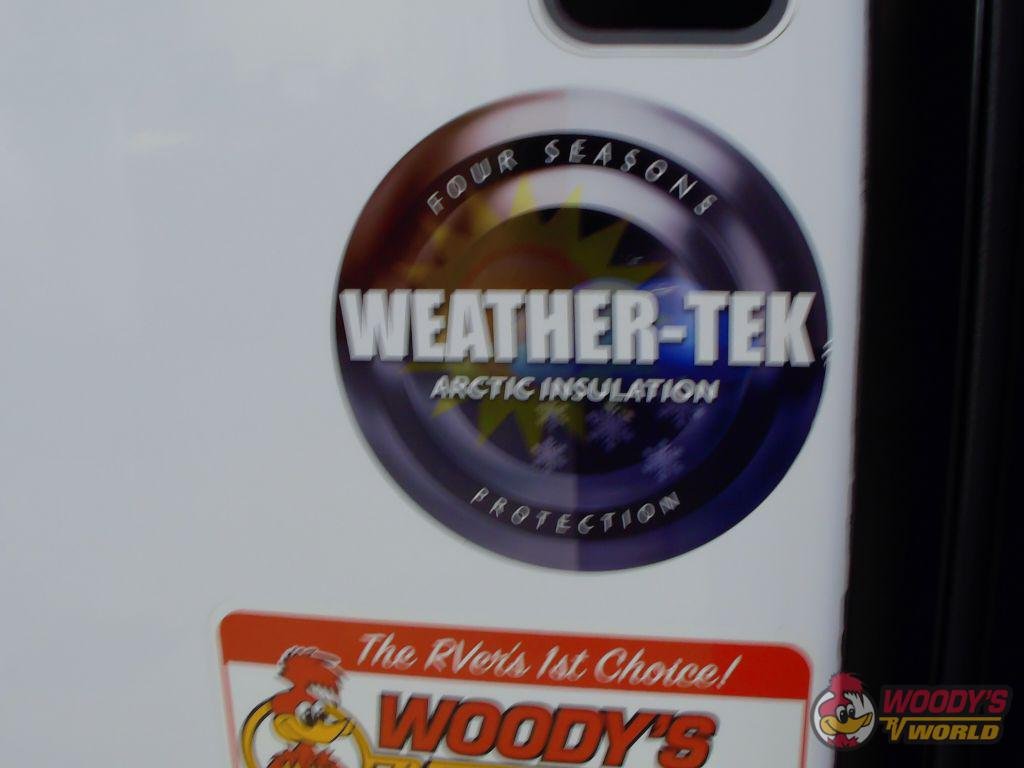 FOUR SEASONS
WEATHER-TEK
ARCTIC INSULATION
PROTECTION
The RVer's 1st Choice!
WOODY'S
WOODY'S
RV WORLD